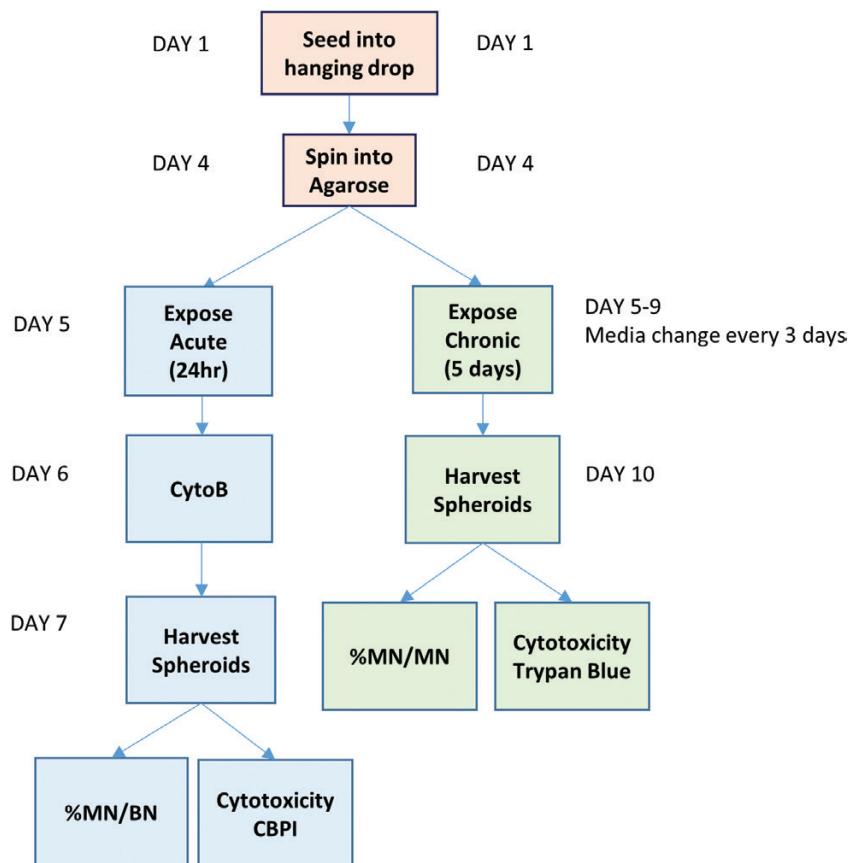 DAY 1
Seed into
hanging drop
DAY 1
DAY 4
Spin into
Agarose
DAY 4
DAY 5
Expose
Acute
(24hr)
Expose
Chronic
(5 days)
DAY 5-9
Media change every 3 days
DAY 6
CytoB
Harvest
Spheroids
DAY 10
DAY 7
Harvest
Spheroids
%MN/MN
Cytotoxicity
Trypan Blue
%MN/BN
Cytotoxicity
CBPI